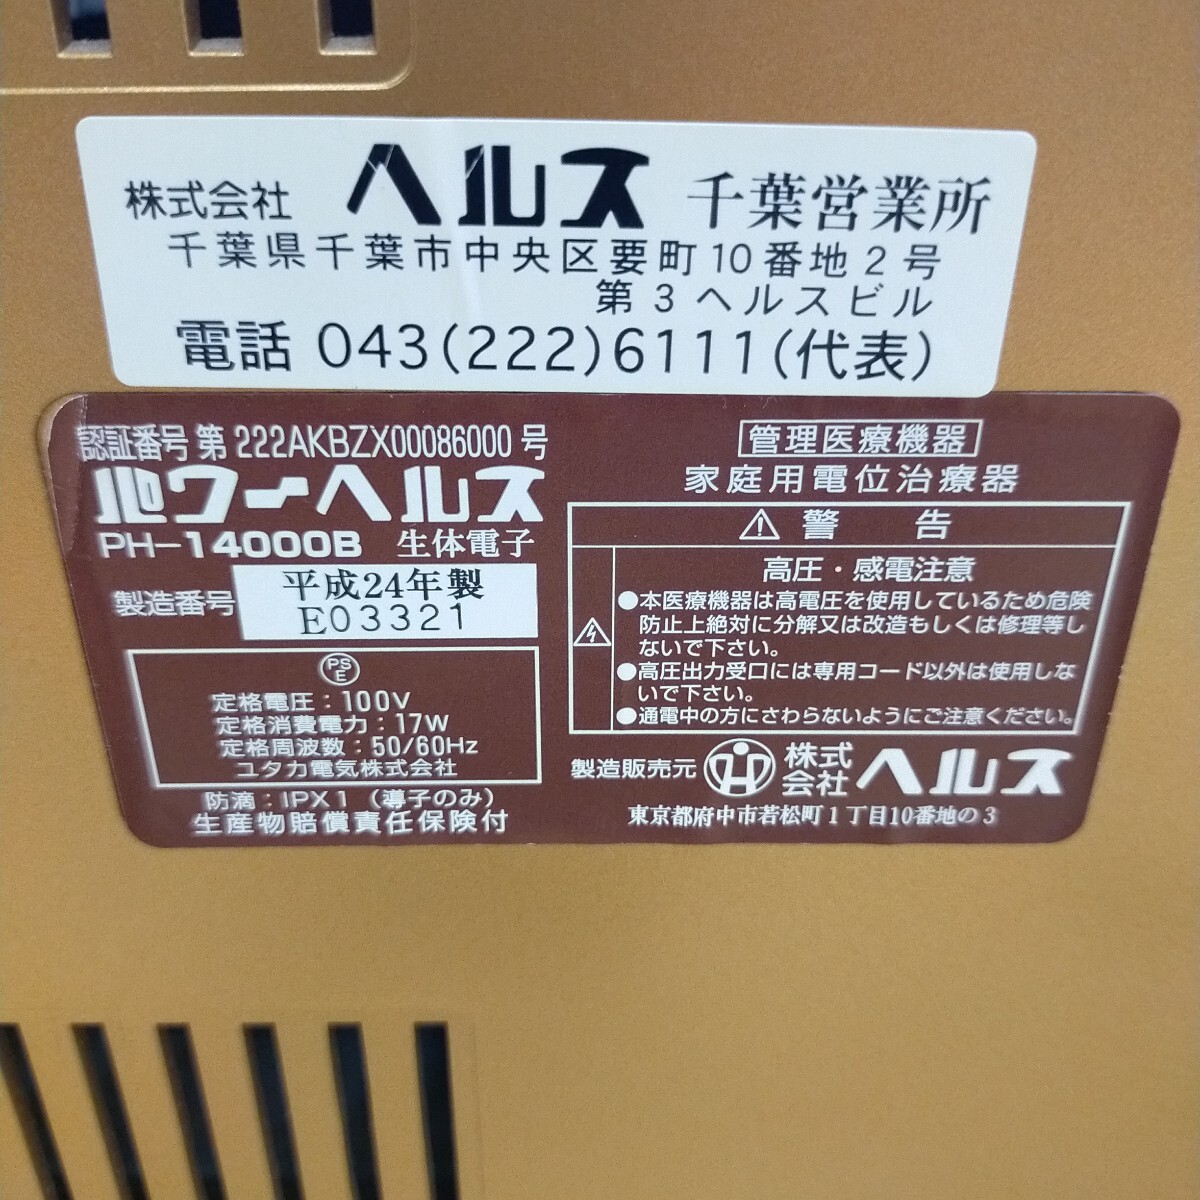 株式会社 ヘルス 千葉営業所
千葉県千葉市中央区要町10番地2号
第3ヘルスビル
電話 043(222)6111(代表)
認証番号 第 222AKBZX00086000 号
パワーヘルス
PH-14000B 生体電子
製造番号 平成24年製
E03321
PSE
定格電圧：100V
定格消費電力：17W
定格周波数：50/60Hz
ユタカ電気株式会社
防滴：IPX1（導子のみ）
生産物賠償責任保険付
管理医療機器
家庭用電位治療器
警告
高圧・感電注意
●本医療機器は高電圧を使用しているため危険
防止上絶対に分解又は改造もしくは修理等し
ないで下さい。
●高圧出力受口には専用コード以外は使用しな
いで下さい。
●通電中の方にさわらないようにご注意ください。
製造販売元 株式会社 ヘルス
東京都府中市若松町1丁目10番地の3